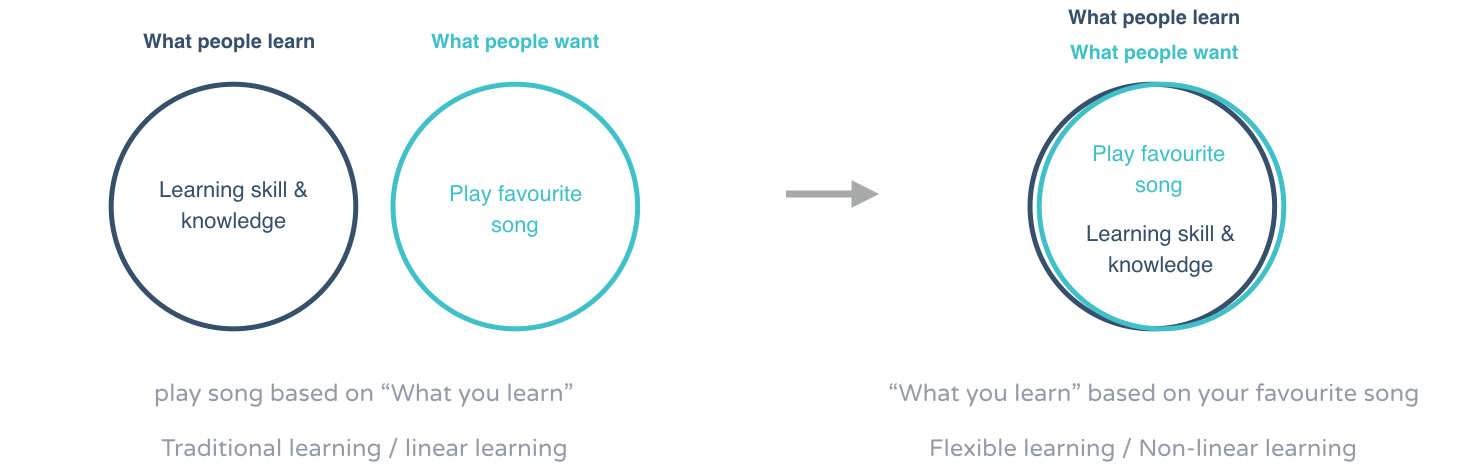 What people learn
What people want
Learning skill &
knowledge
Play favourite
song
play song based on “What you learn”
Traditional learning / linear learning
What people learn
What people want
Play favourite
song
Learning skill &
knowledge
“What you learn” based on your favourite song
Flexible learning / Non-linear learning